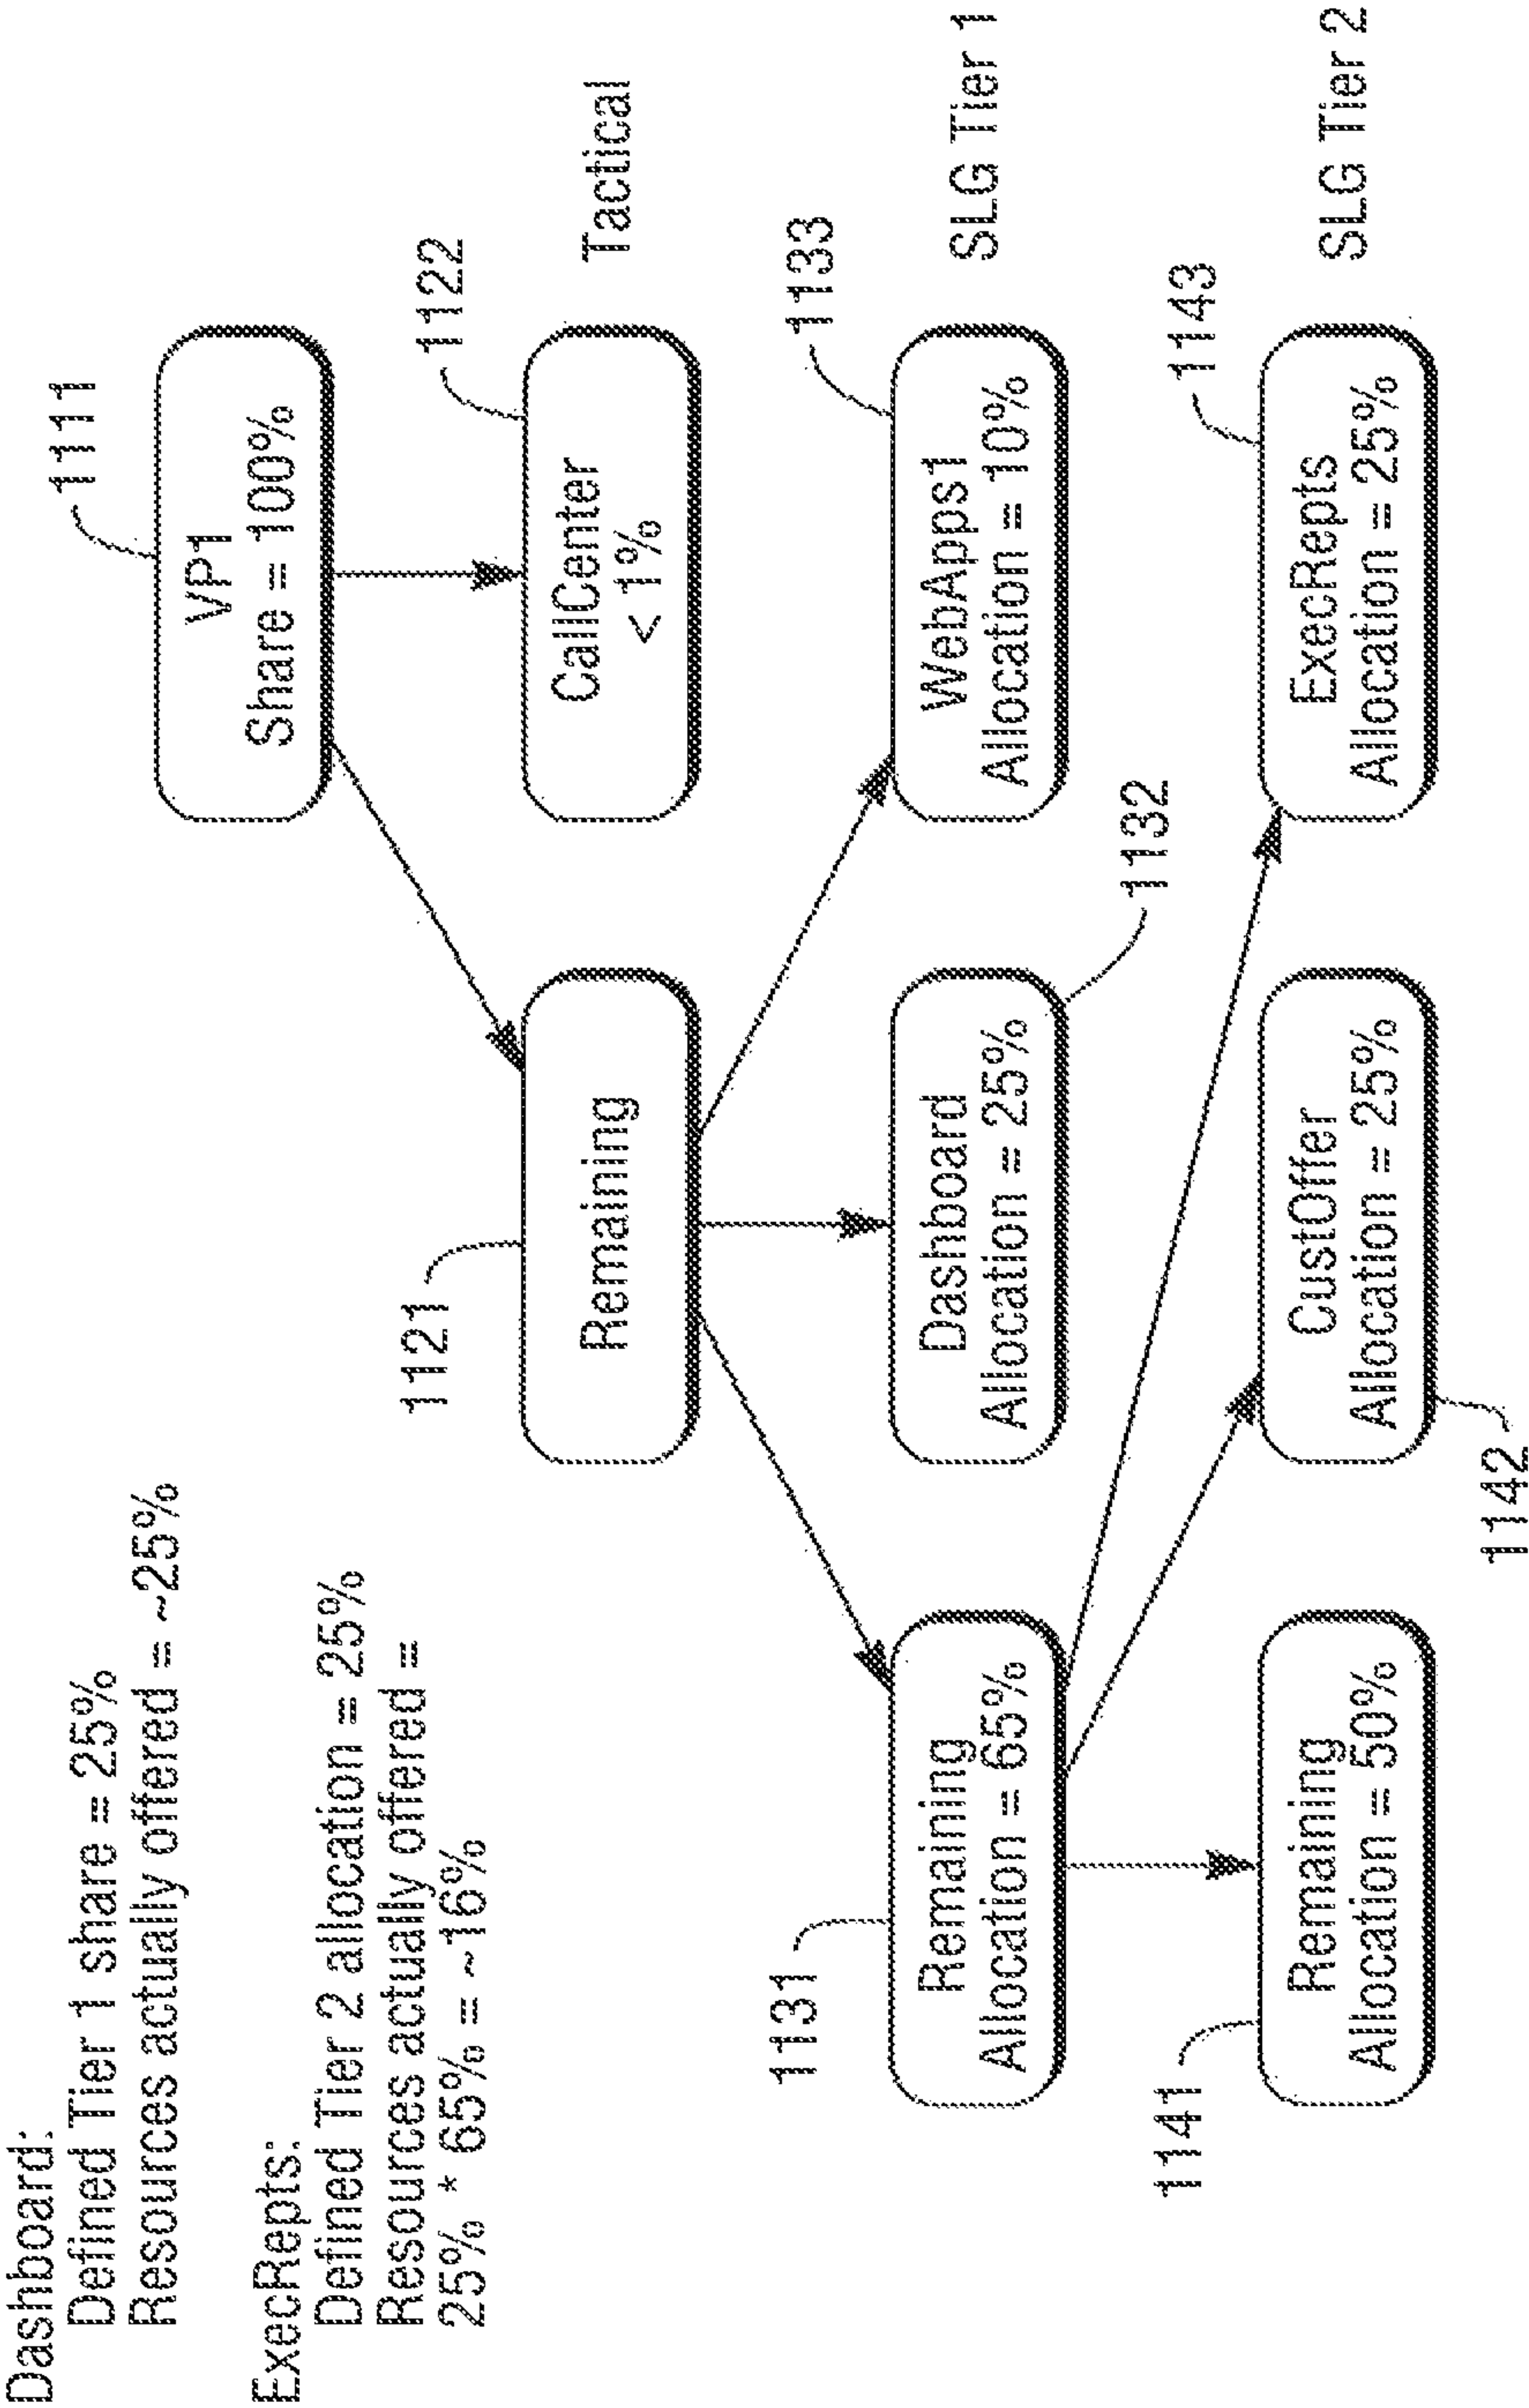 Dashboard:
Defined Tier 1 share = 25%
Resources actually offered = ~25%
ExecRepts:
Defined Tier 2 allocation = 25%
Resources actually offered =
25% * 65% = ~16%
1111
VP1
Share = 100%
1121
Remaining
1122
CallCenter
< 1%
Tactical
1131
Remaining
Allocation = 65%
Dashboard
Allocation = 25%
1132
1133
WebApps1
Allocation = 10%
SLG Tier 1
1141
Remaining
Allocation = 50%
CustOffer
Allocation = 25%
1142
1143
ExecRepts
Allocation = 25%
SLG Tier 2